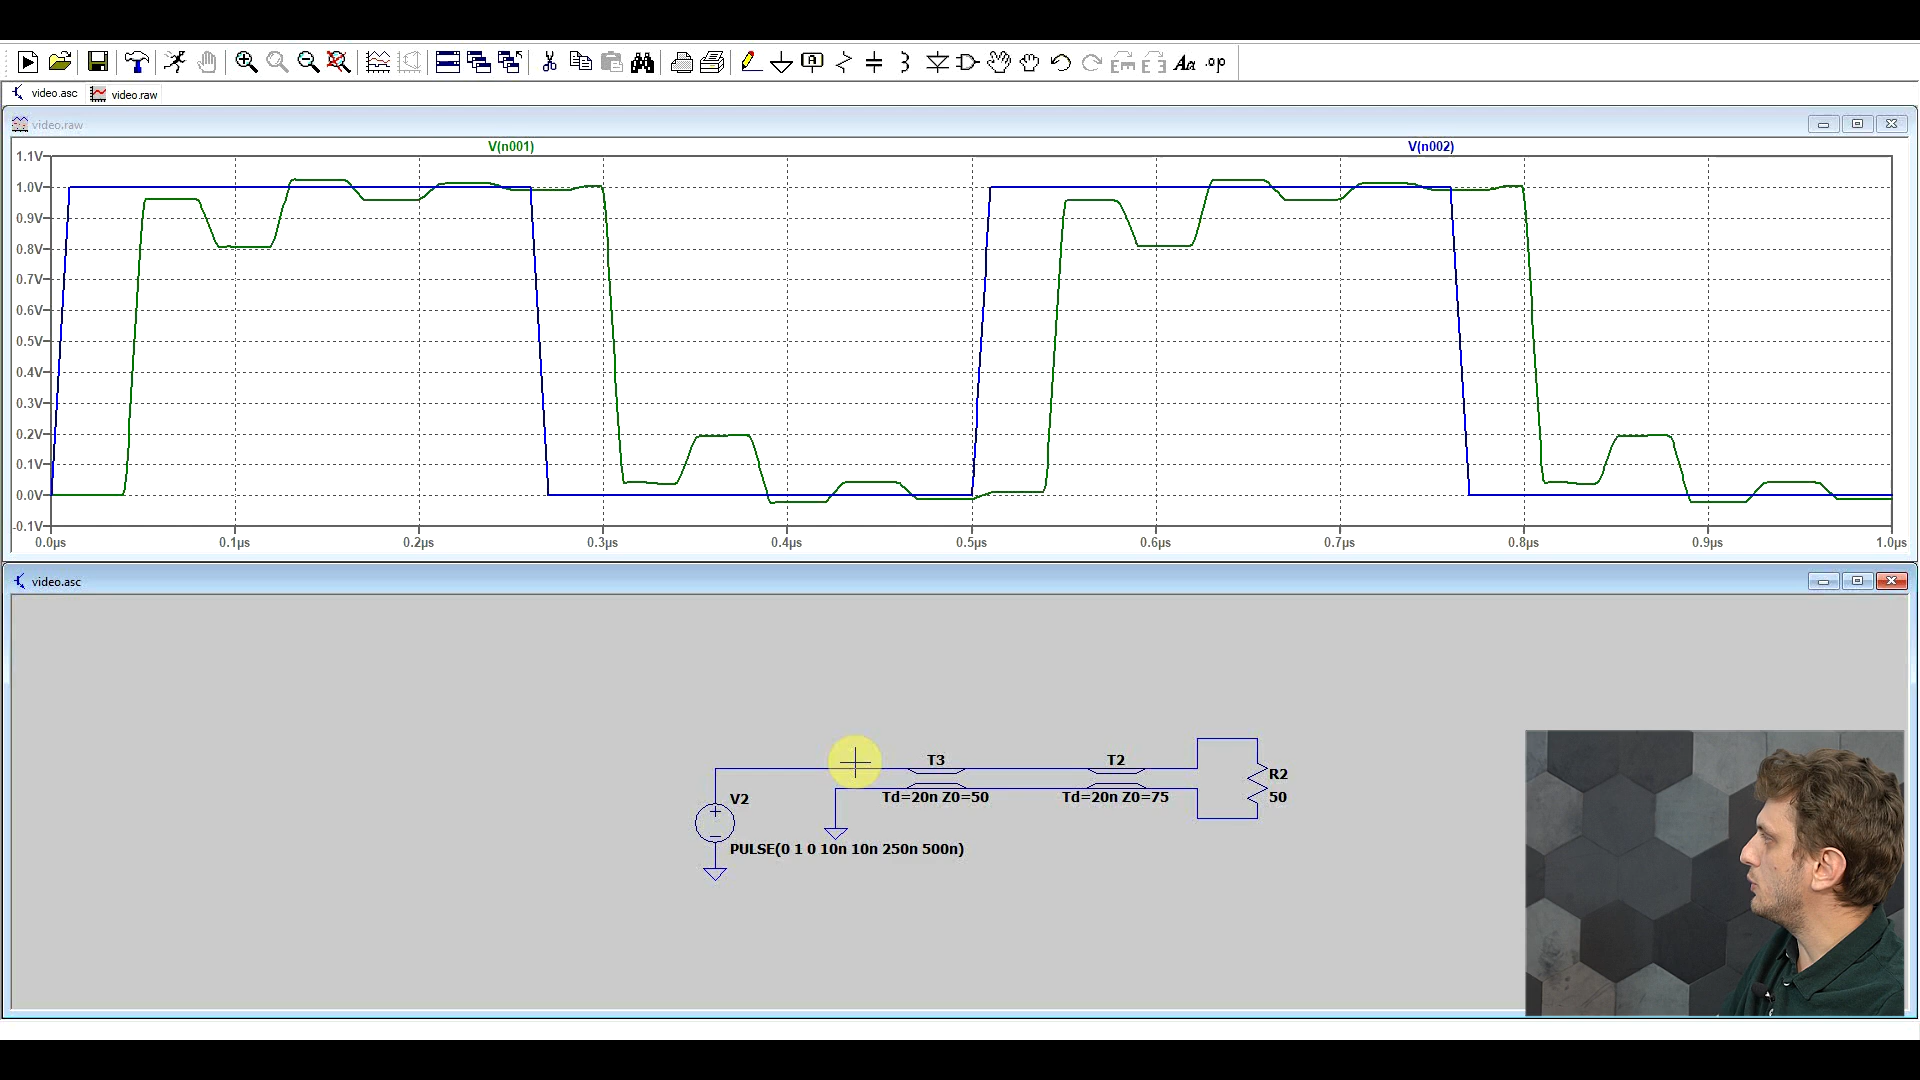 A
Aa .op
video.asc video.raw
video.raw
V(n001) V(n002)
1.1V
1.0V
0.9V
0.8V
0.7V
0.6V
0.5V
0.4V
0.3V
0.2V
0.1V
0.0V
-0.1V
0.0µs 0.1µs 0.2µs 0.3µs 0.4µs 0.5µs 0.6µs 0.7µs 0.8µs 0.9µs 1.0µs
video.asc
T3 T2
R2
V2 Td=20n Z0=50 Td=20n Z0=75 50
PULSE(0 1 0 10n 10n 250n 500n)